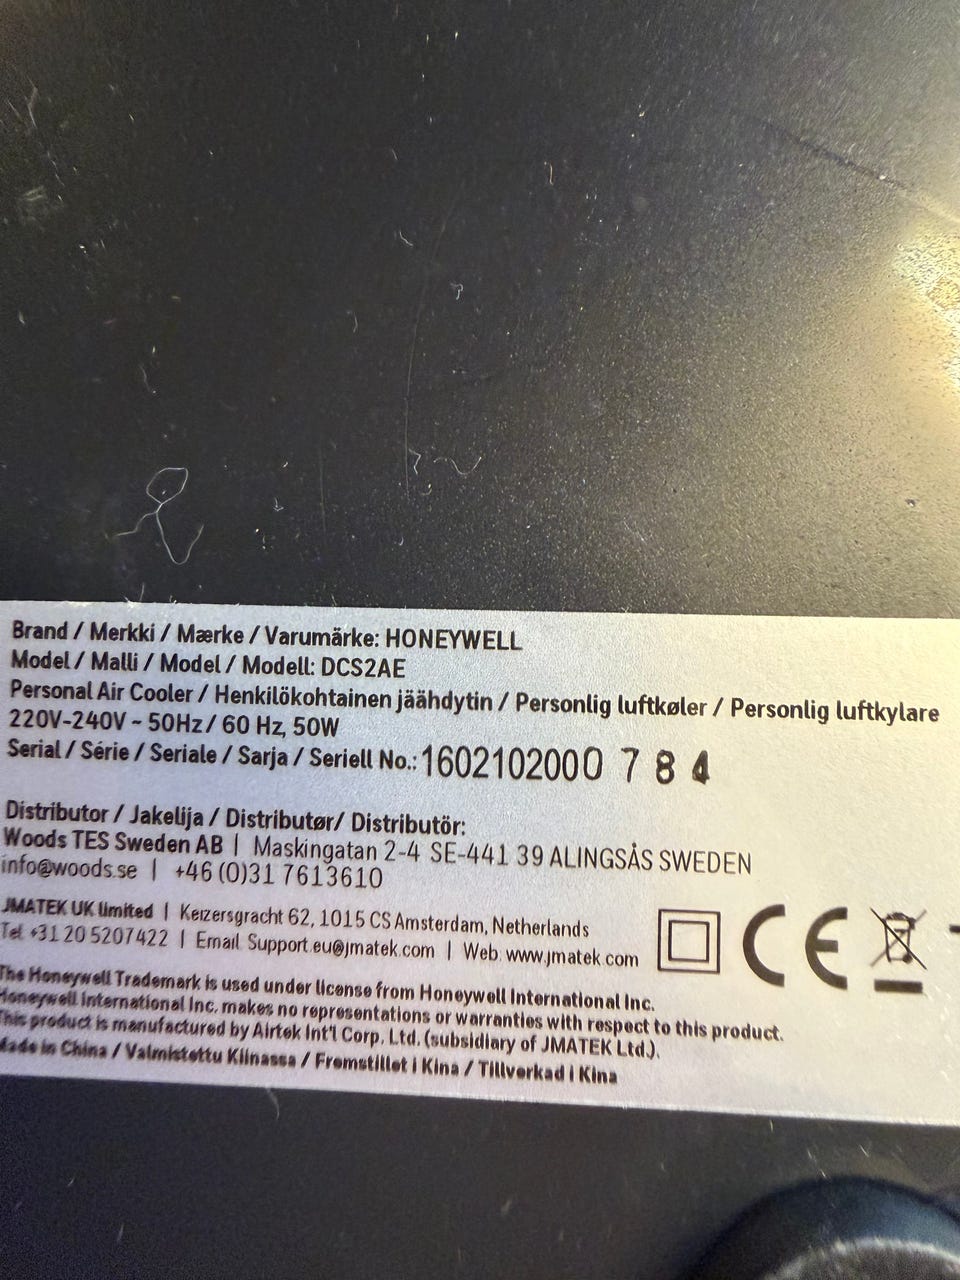 Brand / Merkki / Mærke / Varumärke: HONEYWELL
Model / Malli / Model / Modell: DCS2AE
Personal Air Cooler / Henkilökohtainen jäähdytin / Personlig luftkøler / Personlig luftkylare
220V-240V ~ 50Hz / 60 Hz, 50W
Serial / Série / Seriale / Sarja / Seriell No.: 1602102000 784
Distributor / Jakelija / Distributør/ Distributör:
Woods TES Sweden AB | Maskingatan 2-4 SE-441 39 ALINGSÅS SWEDEN
info@woods.se | +46 (0)31 7613610
JMATEK UK limited | Keizersgracht 62, 1015 CS Amsterdam, Netherlands
Tel +31 20 5207422 | Email Support.eu@jmatek.com | Web. www.jmatek.com
CE
The Honeywell Trademark is used under license from Honeywell International Inc.
Honeywell International Inc. makes no representations or warranties with respect to this product.
This product is manufactured by Airtek Int'l Corp. Ltd. (subsidiary of JMATEK Ltd.).
Made in China / Valmistettu Kiinassa / Fremstillet i Kina / Tillverkad i Kina